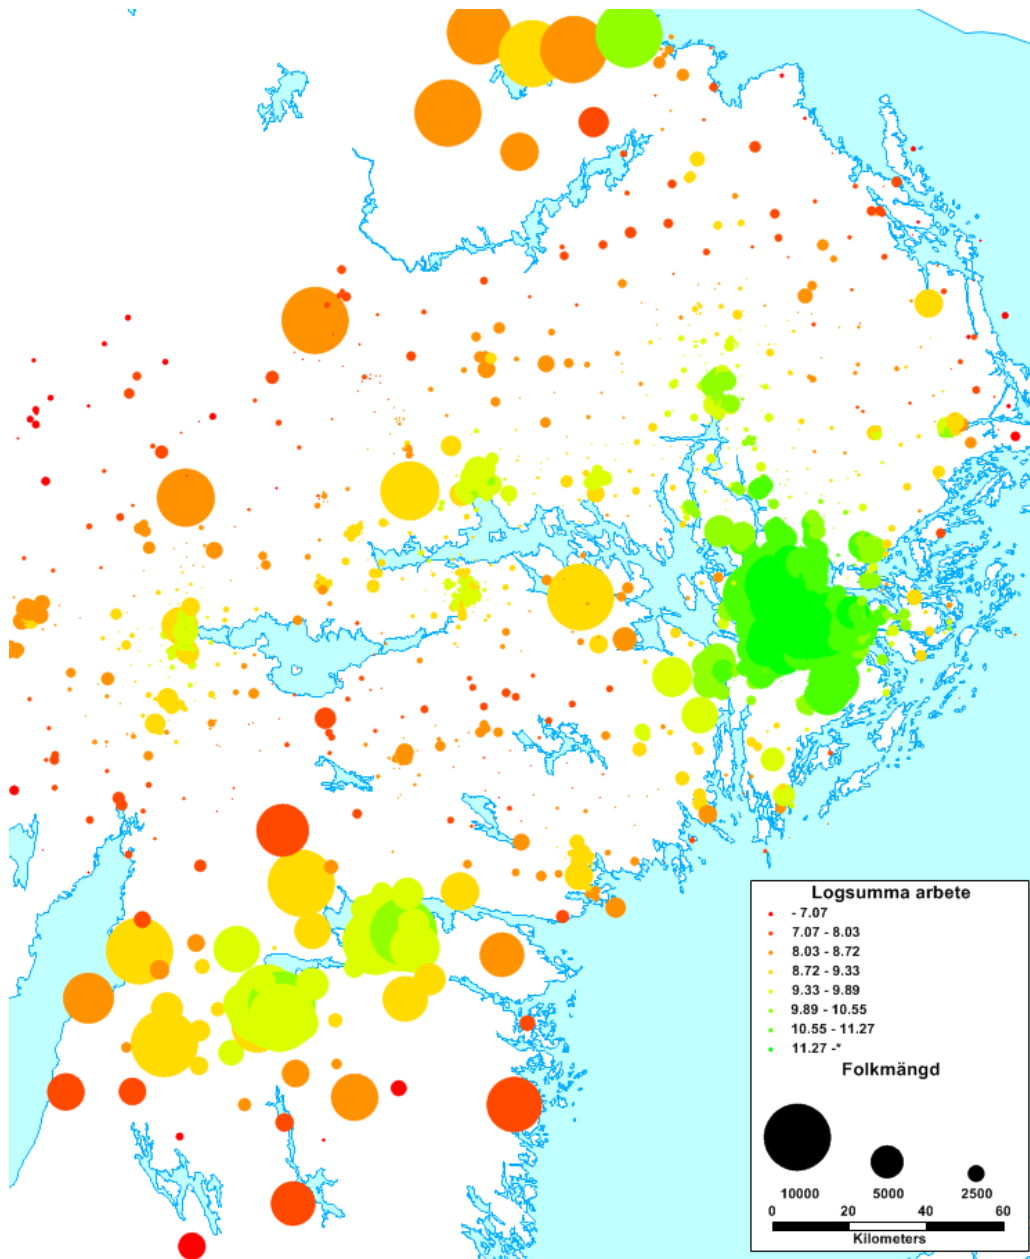 Logsumma arbete
- 7.07
7.07 - 8.03
8.03 - 8.72
8.72 - 9.33
9.33 - 9.89
9.89 - 10.55
10.55 - 11.27
11.27 -*
Folkmängd
10000 5000 2500
0 20 40 60
Kilometers